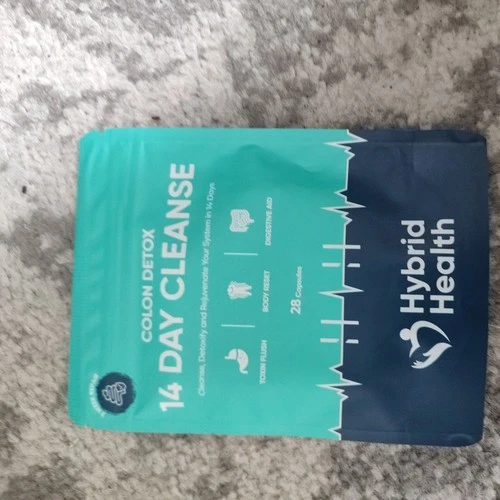 COLON DETOX
14 DAY CLEANSE
Cleanse, Detoxify and Rejuvenate Your System in 14 Days
TOXIN FLUSH
BODY RESET
DIGESTIVE AID
28 Capsules
Hybrid
Health